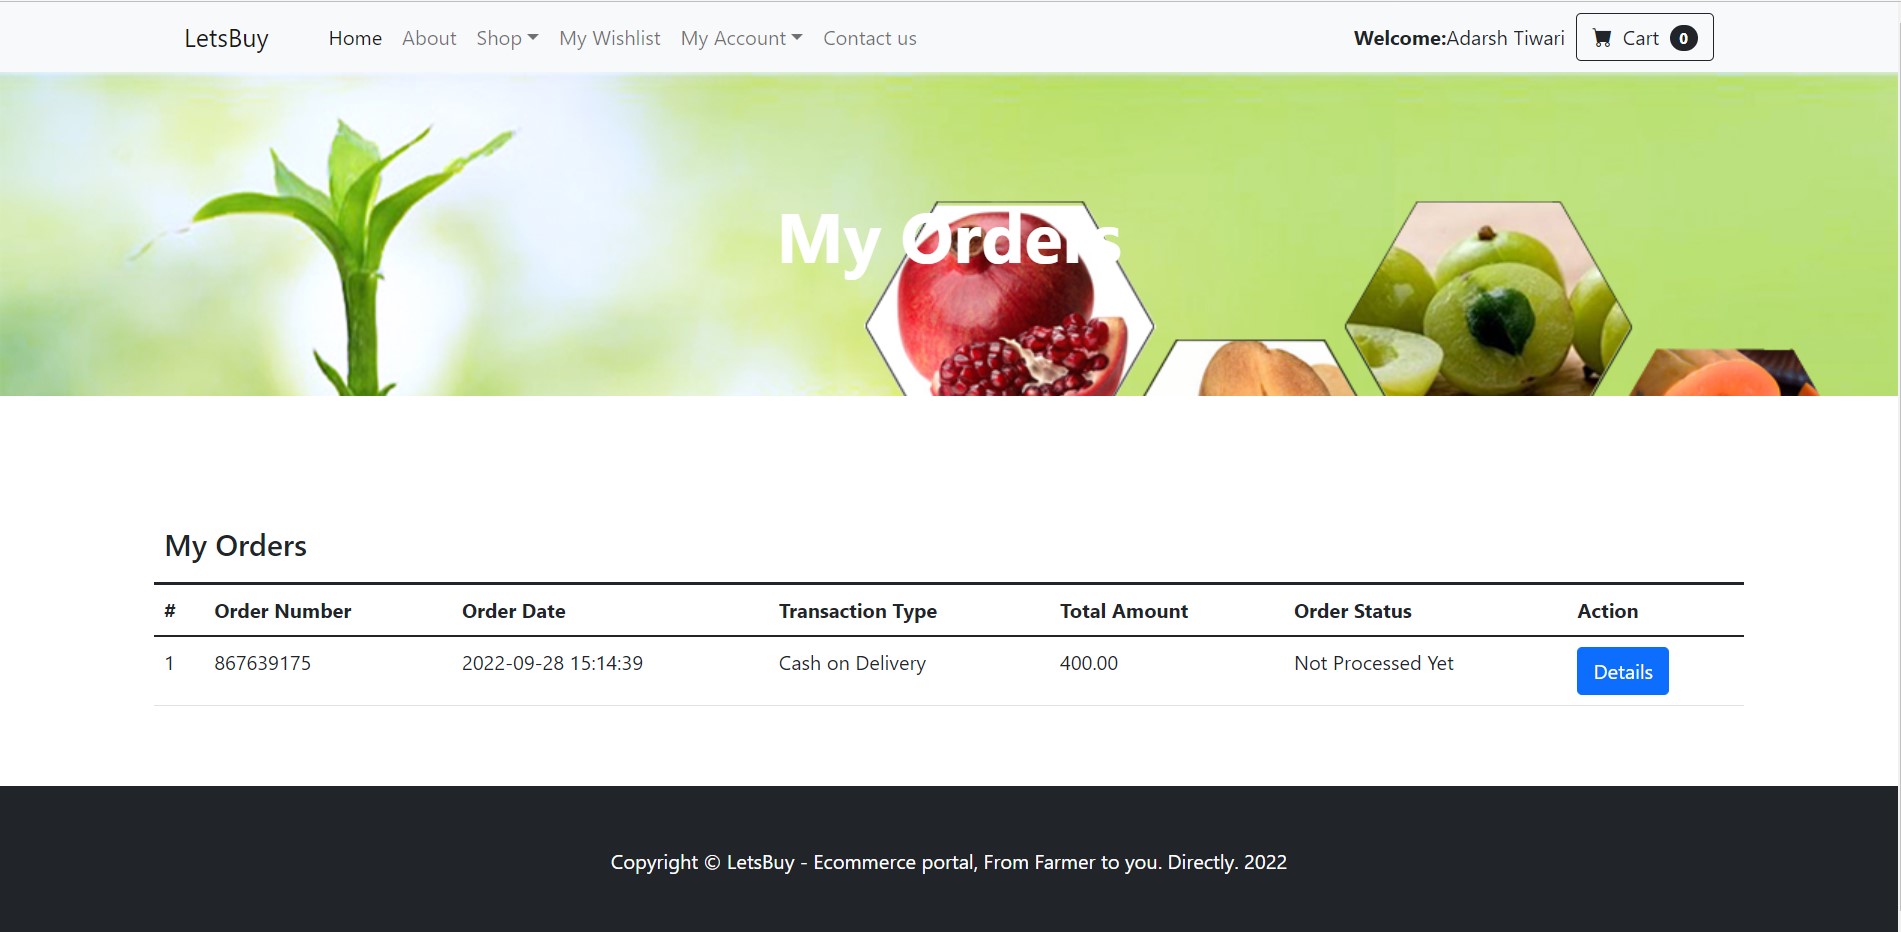 LetsBuy Home About Shop My Wishlist My Account Contact us Welcome:Adarsh Tiwari Cart 0
My Orders
My Orders
# Order Number Order Date Transaction Type Total Amount Order Status Action
1 867639175 2022-09-28 15:14:39 Cash on Delivery 400.00 Not Processed Yet Details
Copyright © LetsBuy - Ecommerce portal, From Farmer to you. Directly. 2022